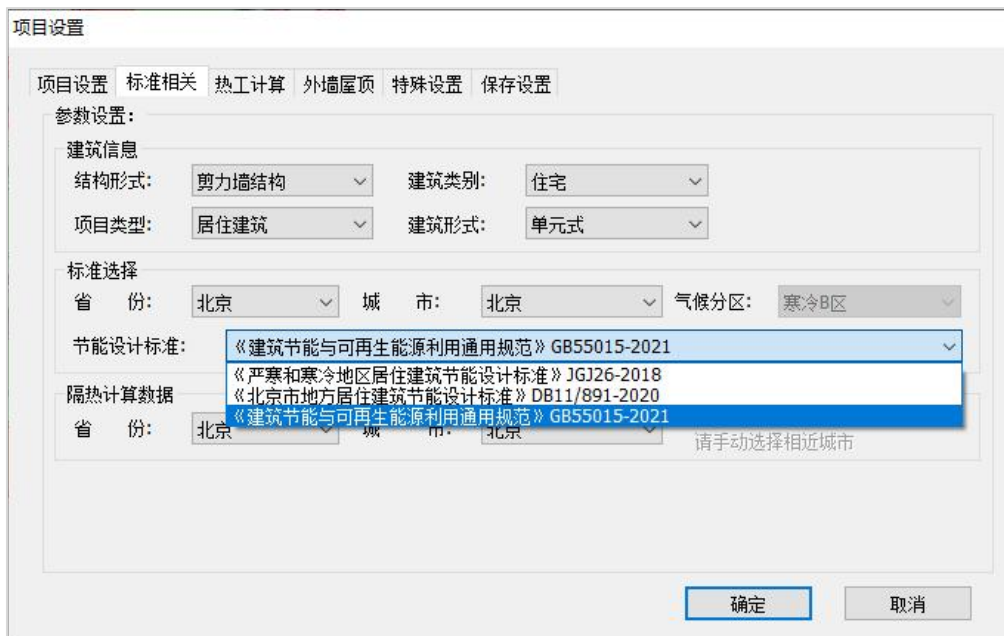 项目设置
项目设置 标准相关 热工计算 外墙屋顶 特殊设置 保存设置
参数设置:
建筑信息
结构形式: 剪力墙结构 建筑类别: 住宅
项目类型: 居住建筑 建筑形式: 单元式
标准选择
省 份: 北京 城 市: 北京 气候分区: 寒冷B区
节能设计标准: 《建筑节能与可再生能源利用通用规范》GB55015-2021
《严寒和寒冷地区居住建筑节能设计标准》JGJ26-2018
《北京市地方居住建筑节能设计标准》DB11/891-2020
《建筑节能与可再生能源利用通用规范》GB55015-2021
隔热计算数据
省 份: 北京 城 市: 北京
请手动选择相近城市
确定 取消